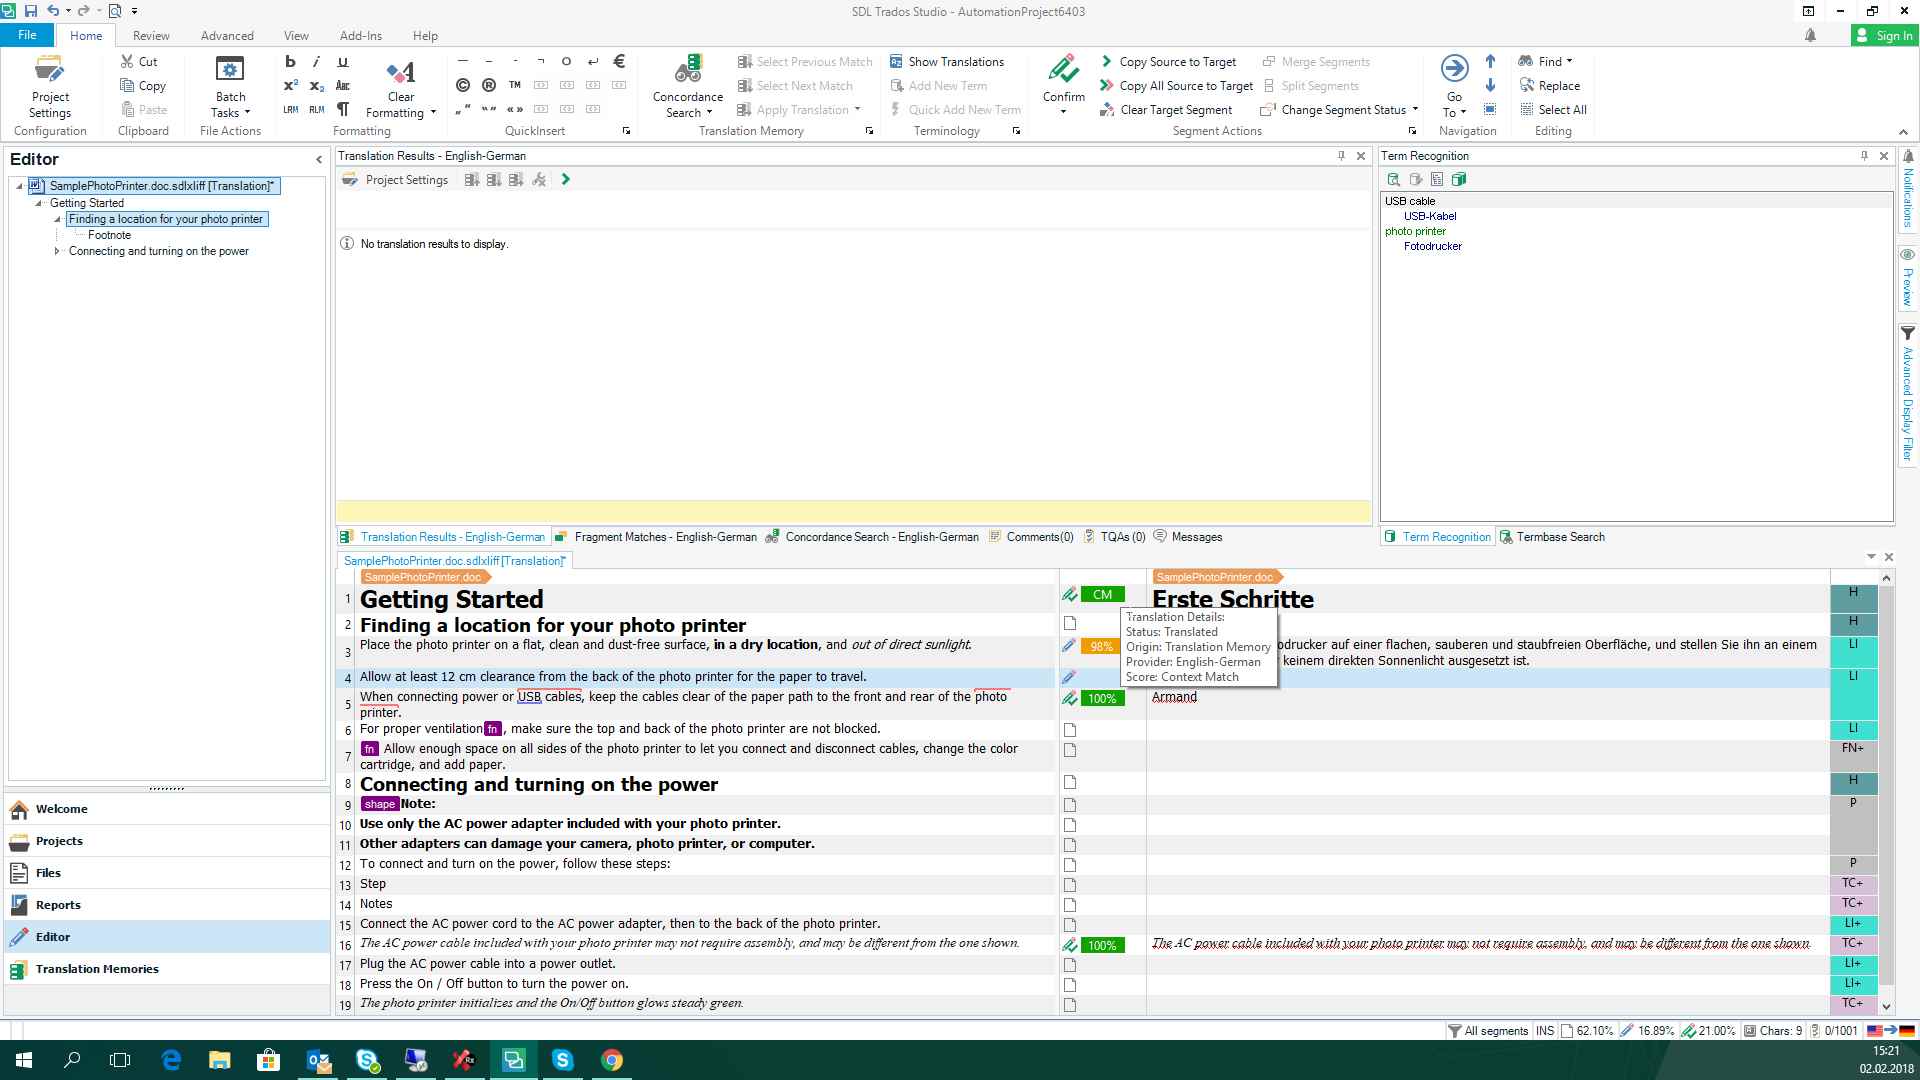 SDL Trados Studio - AutomationProject6403
File Home Review Advanced View Add-Ins Help Sign In
Project Settings
Configuration
Cut
Copy
Paste
Clipboard
Batch Tasks
File Actions
LRM RLM
Clear Formatting
Formatting
TM
QuickInsert
Concordance Search
Select Previous Match
Select Next Match
Apply Translation
Translation Memory
Show Translations
Add New Term
Quick Add New Term
Terminology
Confirm
Copy Source to Target
Copy All Source to Target
Clear Target Segment
Merge Segments
Split Segments
Change Segment Status
Segment Actions
Go To
Navigation
Find
Replace
Select All
Editing
Editor
SamplePhotoPrinter.doc.sdlxliff [Translation]*
Getting Started
Finding a location for your photo printer
Footnote
Connecting and turning on the power
Welcome
Projects
Files
Reports
Editor
Translation Memories
Translation Results - English-German
Project Settings
No translation results to display.
Translation Results - English-German Fragment Matches - English-German Concordance Search - English-German Comments(0) TQAs (0) Messages
Term Recognition
USB cable
USB-Kabel
photo printer
Fotodrucker
Term Recognition Termbase Search
Notifications
Preview
Advanced Display Filter
SamplePhotoPrinter.doc.sdlxliff [Translation]*
SamplePhotoPrinter.doc SamplePhotoPrinter.doc
1 Getting Started CM Erste Schritte H
2 Finding a location for your photo printer H
3 Place the photo printer on a flat, clean and dust-free surface, in a dry location, and out of direct sunlight. 98% odrucker auf einer flachen, sauberen und staubfreien Oberfläche, und stellen Sie ihn an einem LI
keinem direkten Sonnenlicht ausgesetzt ist.
Translation Details:
Status: Translated
Origin: Translation Memory
Provider: English-German
Score: Context Match
4 Allow at least 12 cm clearance from the back of the photo printer for the paper to travel. LI
5 When connecting power or USB cables, keep the cables clear of the paper path to the front and rear of the photo 100% Armand
printer.
6 For proper ventilation fn , make sure the top and back of the photo printer are not blocked. LI
7 fn Allow enough space on all sides of the photo printer to let you connect and disconnect cables, change the color FN+
cartridge, and add paper.
8 Connecting and turning on the power H
9 shape Note: P
10 Use only the AC power adapter included with your photo printer.
11 Other adapters can damage your camera, photo printer, or computer.
12 To connect and turn on the power, follow these steps: P
13 Step TC+
14 Notes TC+
15 Connect the AC power cord to the AC power adapter, then to the back of the photo printer. LI+
16 The AC power cable included with your photo printer may not require assembly, and may be different from the one shown. 100% The AC power cable included with your photo printer may not require assembly, and may be different from the one shown TC+
17 Plug the AC power cable into a power outlet. LI+
18 Press the On / Off button to turn the power on. LI+
19 The photo printer initializes and the On/Off button glows steady green. TC+
All segments INS 62.10% 16.89% 21.00% Chars: 9 0/1001
15:21
02.02.2018